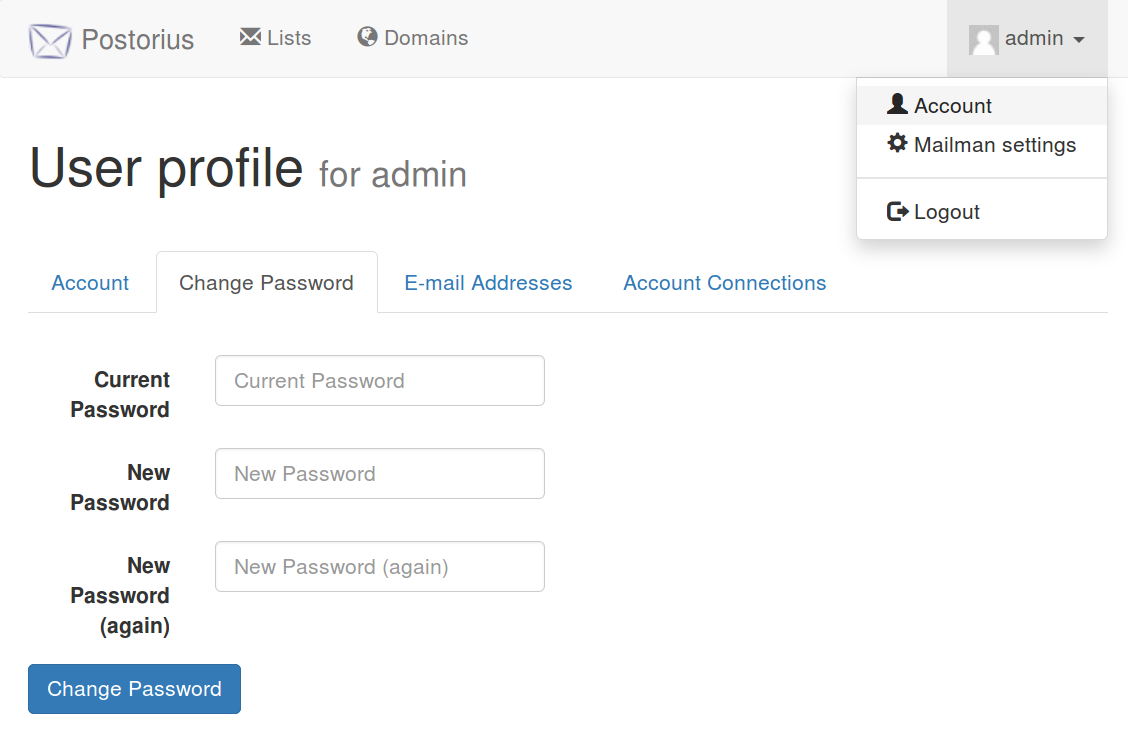 Postorius Lists Domains admin
Account
Mailman settings
Logout
User profile for admin
Account Change Password E-mail Addresses Account Connections
Current
Password
Current Password
New
Password
New Password
New
Password
(again)
New Password (again)
Change Password